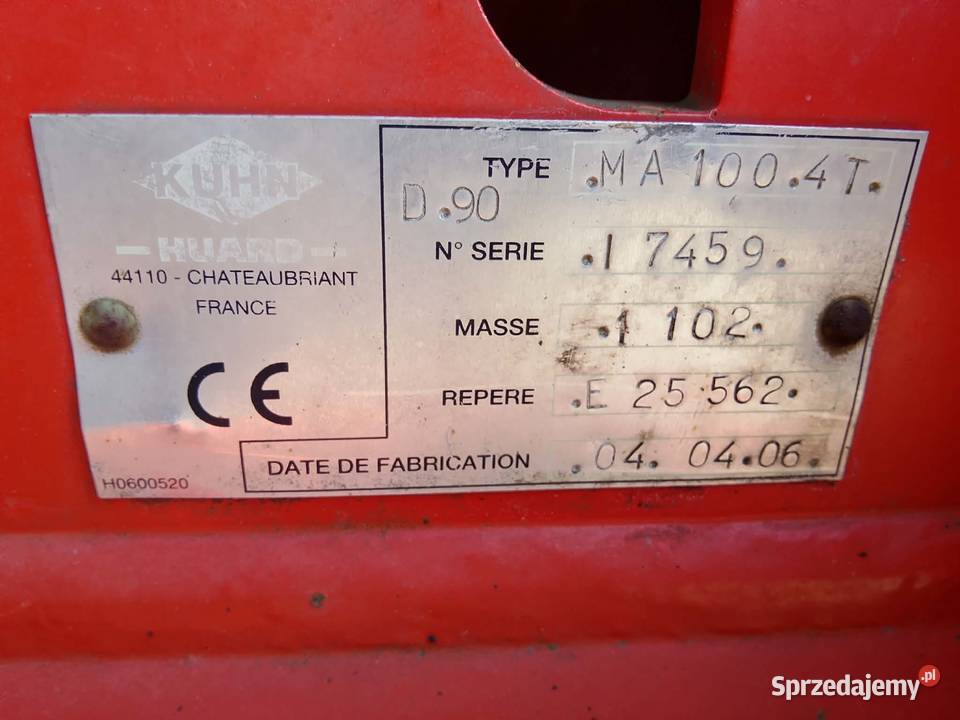 KUHN
- HUARD -
44110 - CHATEAUBRIANT
FRANCE
CE
H0600520
TYPE .MA 100.4T.
D.90
N° SERIE .I 7459.
MASSE .1 102.
REPERE .E 25 562.
DATE DE FABRICATION .04. 04.06.
Sprzedajemy.pl